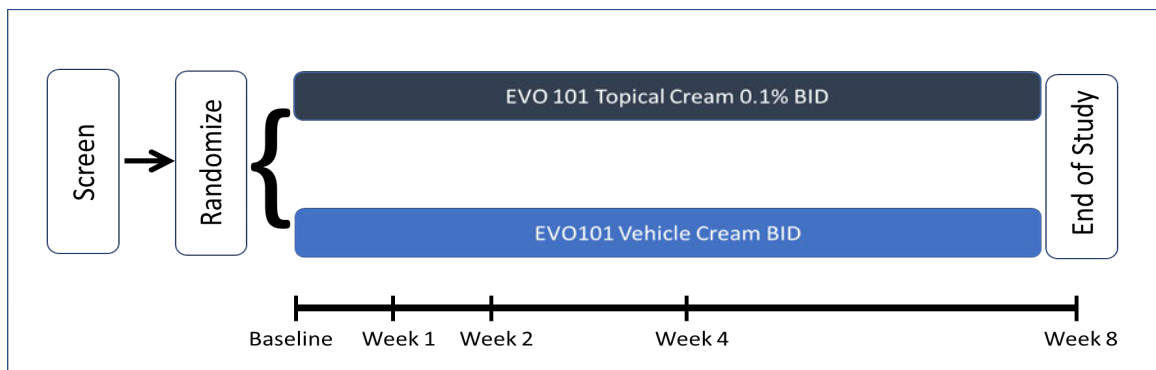 Screen
Randomize
EVO 101 Topical Cream 0.1% BID
EVO101 Vehicle Cream BID
End of Study
Baseline
Week 1
Week 2
Week 4
Week 8